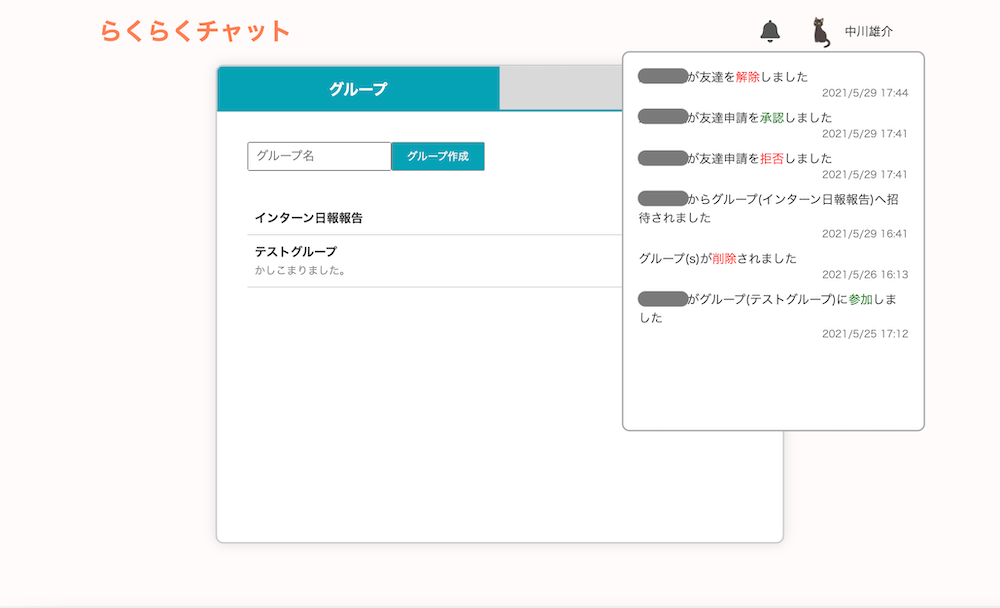 らくらくチャット
中川雄介
グループ
グループ名
グループ作成
インターン日報報告
テストグループ
かしこまりました。
が友達を解除しました
2021/5/29 17:44
が友達申請を承認しました
2021/5/29 17:41
が友達申請を拒否しました
2021/5/29 17:41
からグループ(インターン日報報告)へ招
待されました
2021/5/29 16:41
グループ(s)が削除されました
2021/5/26 16:13
がグループ(テストグループ)に参加しま
した
2021/5/25 17:12